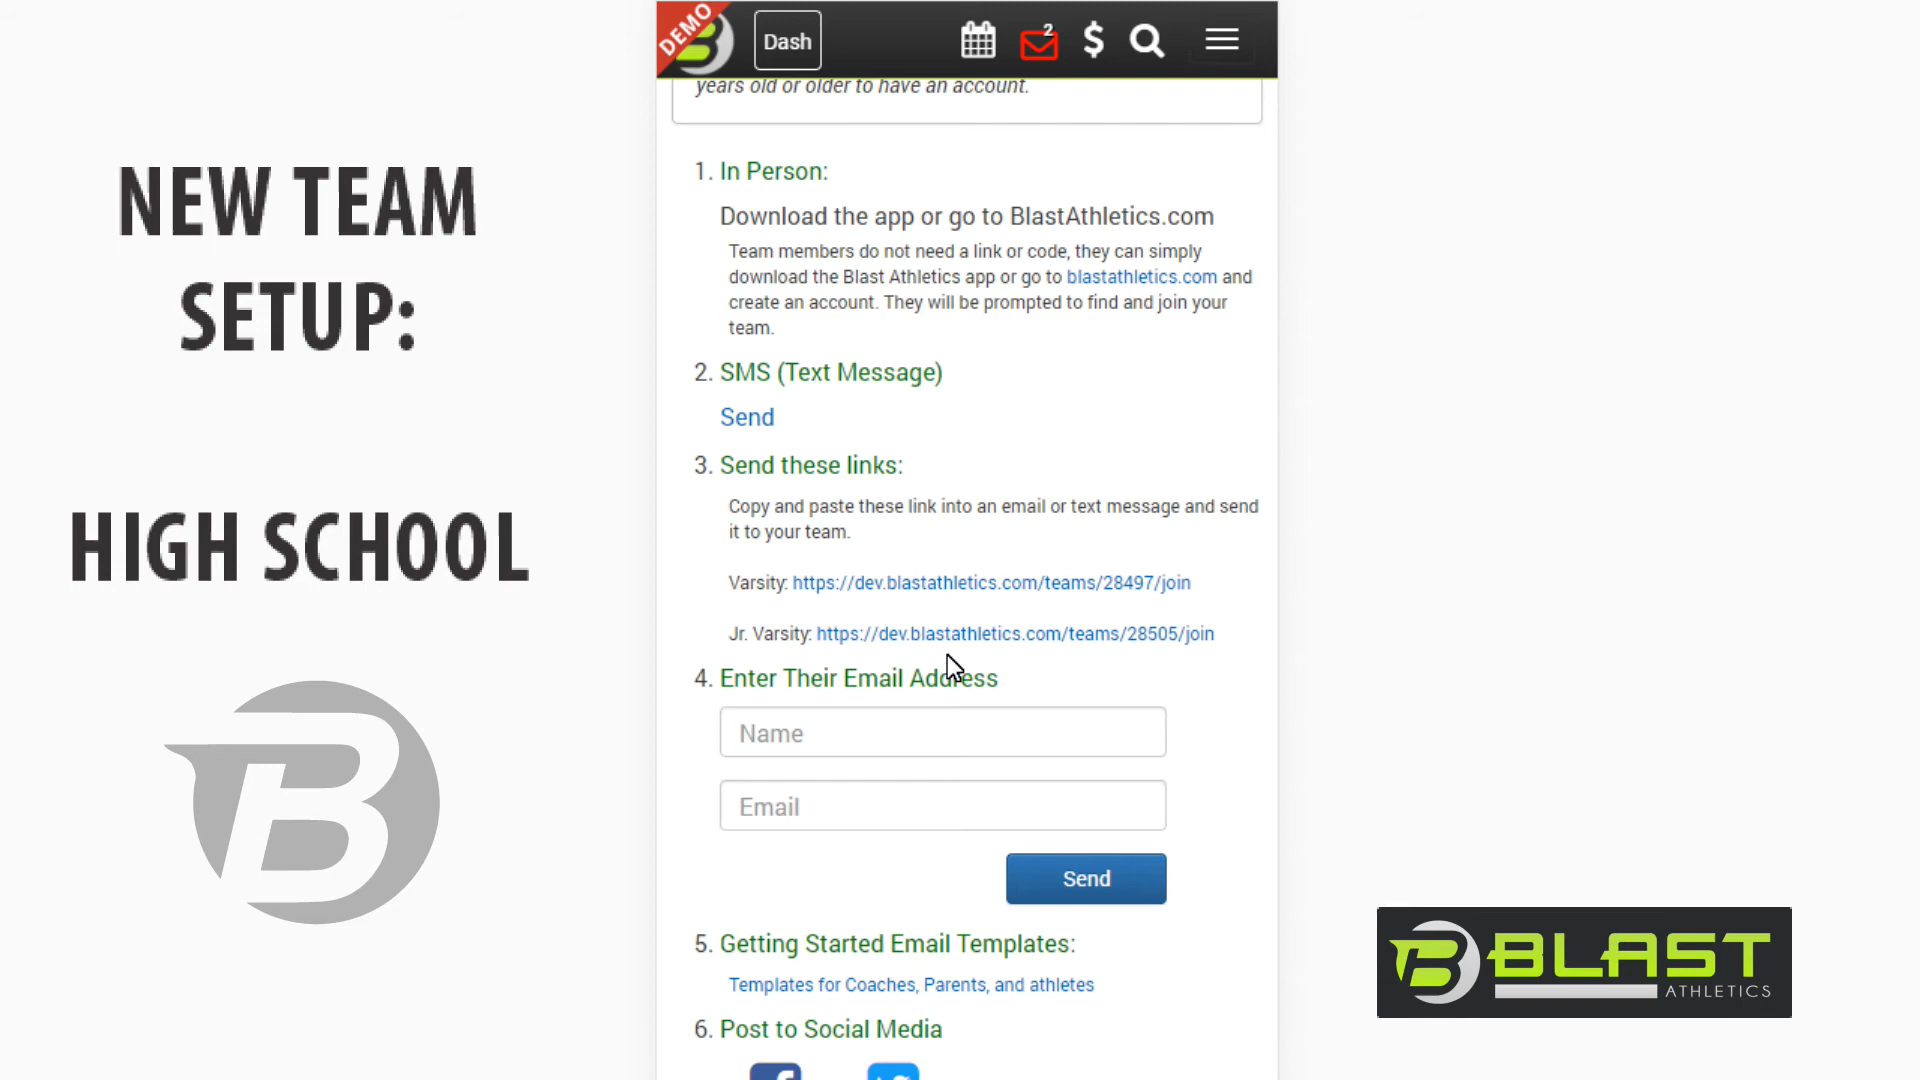 NEW TEAM
SETUP:
HIGH SCHOOL
DEMO
Dash
2
years old or older to have an account.
1. In Person:
Download the app or go to BlastAthletics.com
Team members do not need a link or code, they can simply
download the Blast Athletics app or go to blastathletics.com and
create an account. They will be prompted to find and join your
team.
2. SMS (Text Message)
Send
3. Send these links:
Copy and paste these link into an email or text message and send
it to your team.
Varsity: https://dev.blastathletics.com/teams/28497/join
Jr. Varsity: https://dev.blastathletics.com/teams/28505/join
4. Enter Their Email Address
Name
Email
Send
5. Getting Started Email Templates:
Templates for Coaches, Parents, and athletes
6. Post to Social Media
BLAST
ATHLETICS